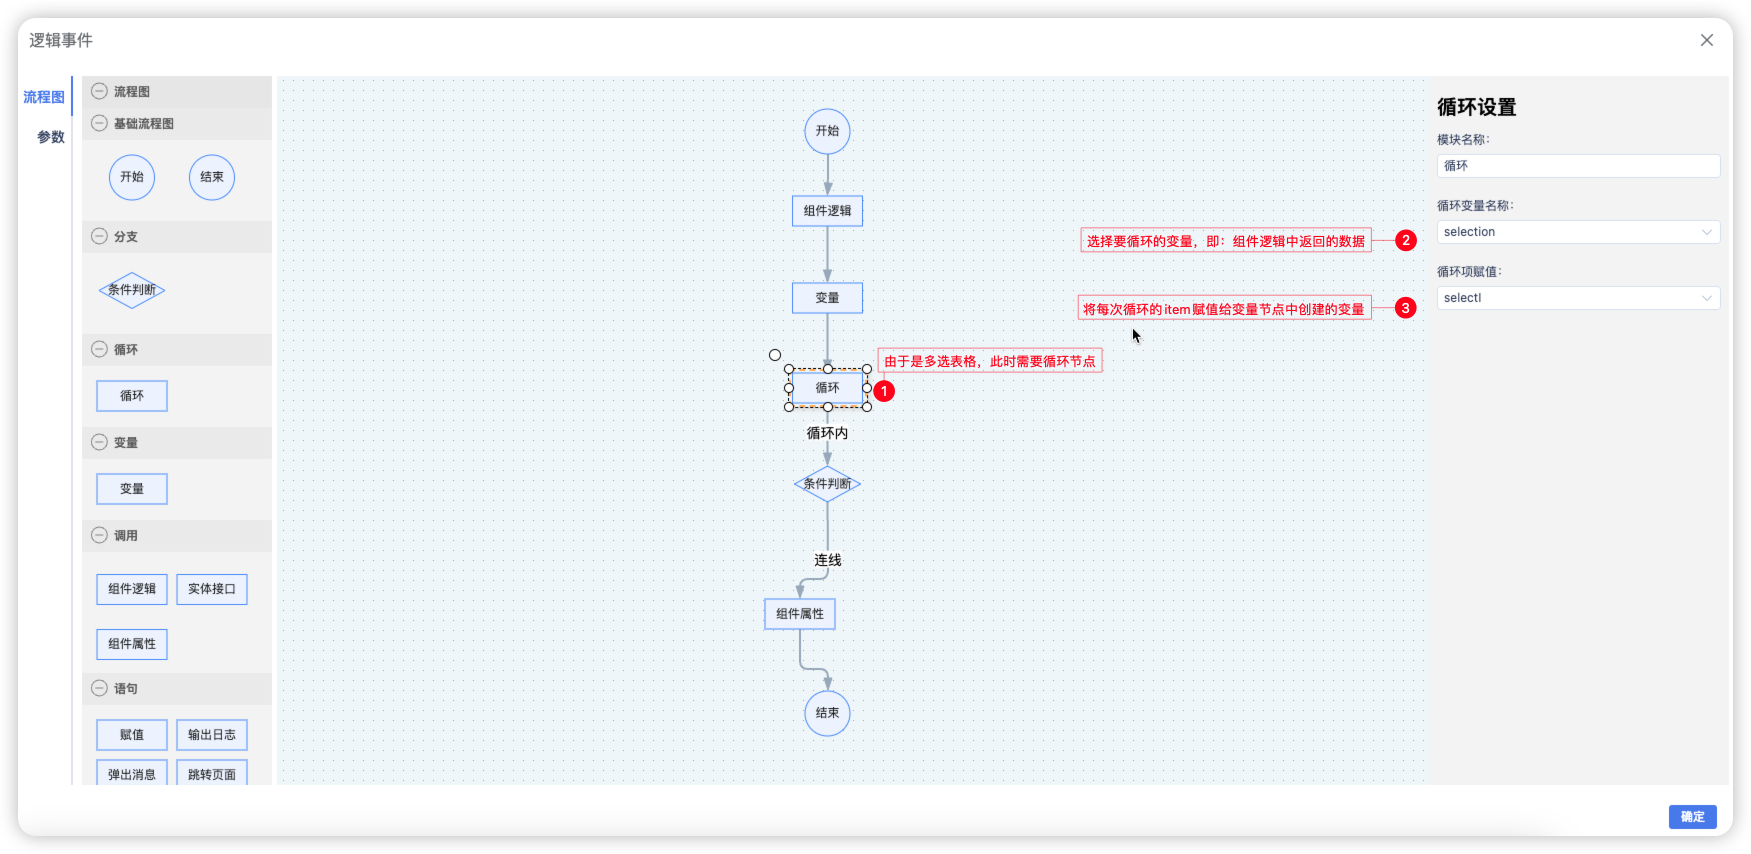 逻辑事件
流程图
参数
流程图
基础流程图
开始
结束
分支
条件判断
循环
循环
变量
变量
调用
组件逻辑
实体接口
组件属性
语句
赋值
输出日志
弹出消息
跳转页面
开始
组件逻辑
变量
循环
循环内
条件判断
连线
组件属性
结束
由于是多选表格，此时需要循环节点
1
选择要循环的变量，即：组件逻辑中返回的数据
2
将每次循环的item赋值给变量节点中创建的变量
3
循环设置
模块名称:
循环
循环变量名称:
selection
循环项赋值:
selectl
确定